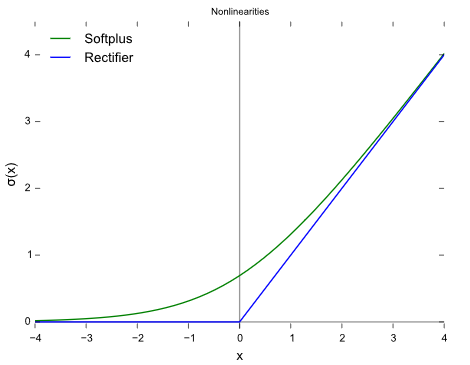 Nonlinearities
Softplus
Rectifier
4
3
2
1
0
σ(x)
−4 −3 −2 −1 0 1 2 3 4
x